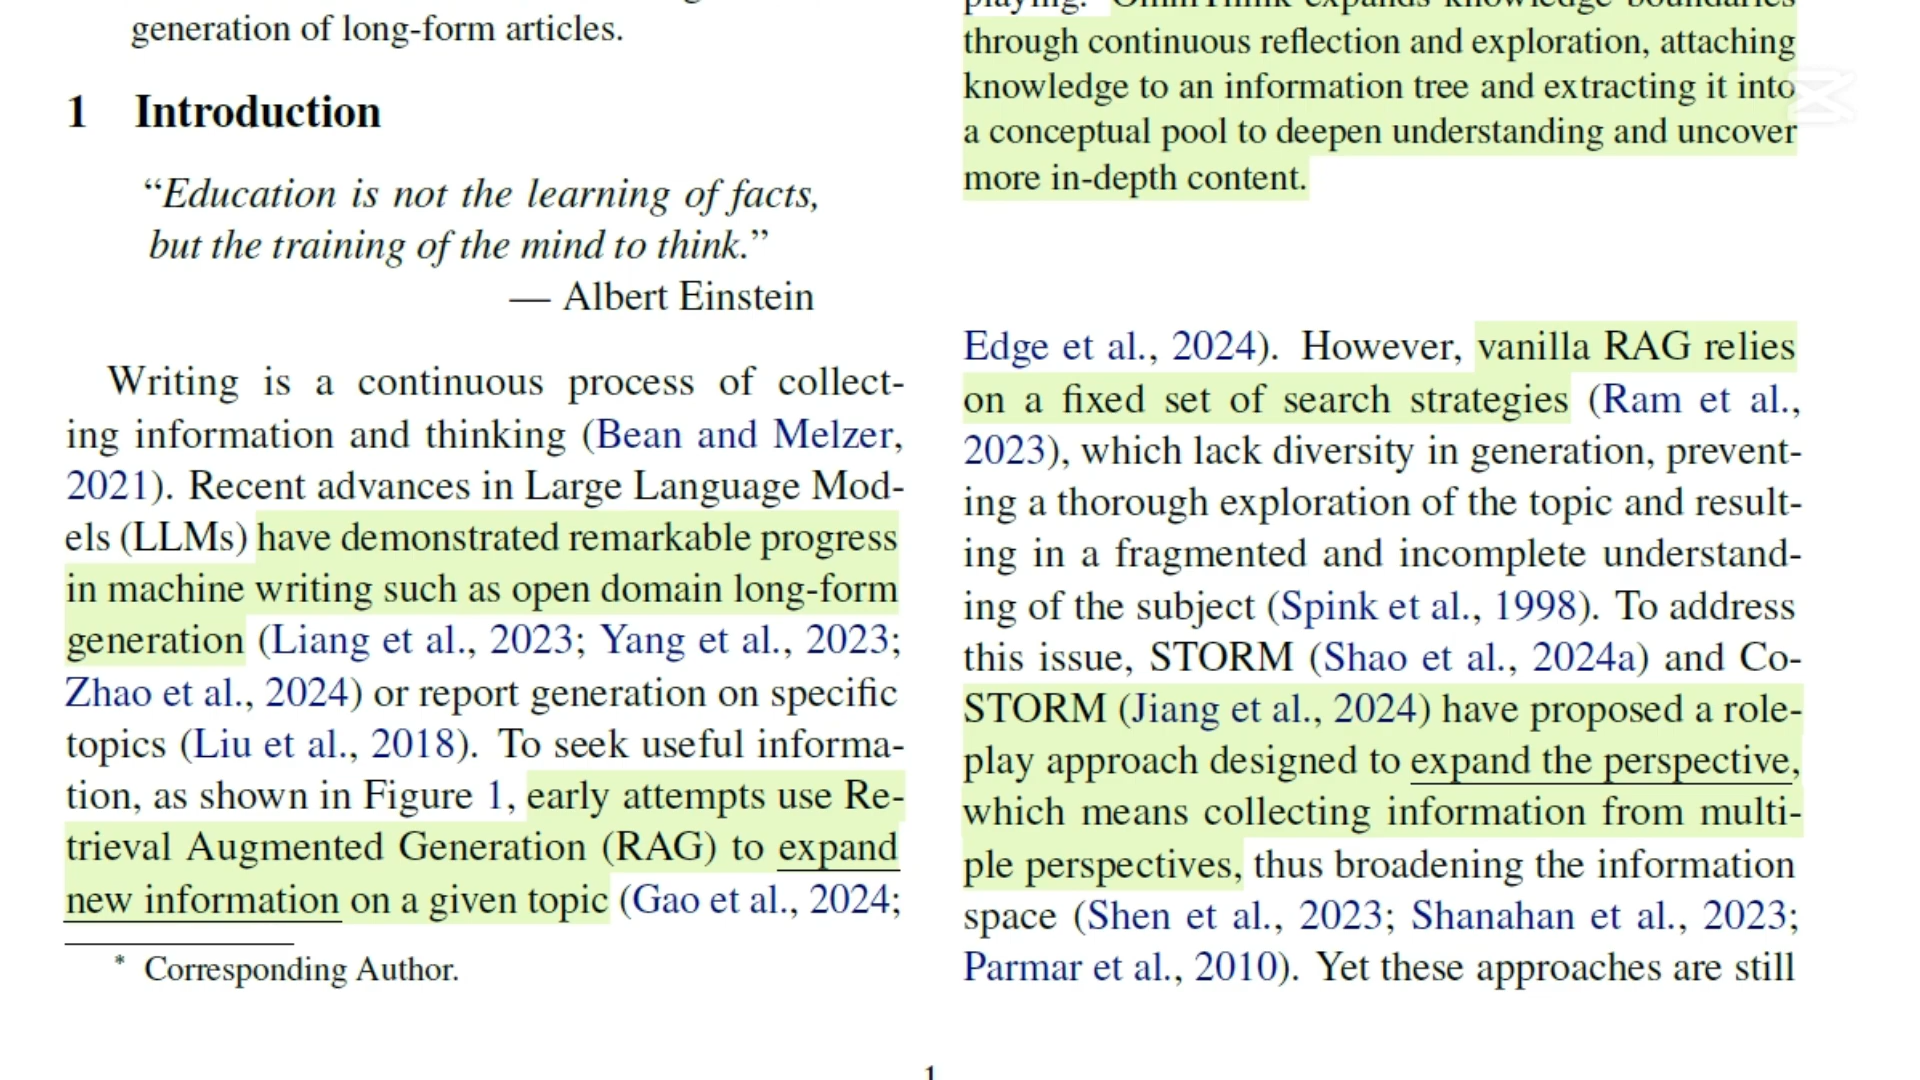 generation of long-form articles.
1 Introduction
“Education is not the learning of facts,
but the training of the mind to think.”
— Albert Einstein
Writing is a continuous process of collect-
ing information and thinking (Bean and Melzer,
2021). Recent advances in Large Language Mod-
els (LLMs) have demonstrated remarkable progress
in machine writing such as open domain long-form
generation (Liang et al., 2023; Yang et al., 2023;
Zhao et al., 2024) or report generation on specific
topics (Liu et al., 2018). To seek useful informa-
tion, as shown in Figure 1, early attempts use Re-
trieval Augmented Generation (RAG) to expand
new information on a given topic (Gao et al., 2024;
* Corresponding Author.
playing. OmniThink expands knowledge boundaries
through continuous reflection and exploration, attaching
knowledge to an information tree and extracting it into
a conceptual pool to deepen understanding and uncover
more in-depth content.
Edge et al., 2024). However, vanilla RAG relies
on a fixed set of search strategies (Ram et al.,
2023), which lack diversity in generation, prevent-
ing a thorough exploration of the topic and result-
ing in a fragmented and incomplete understand-
ing of the subject (Spink et al., 1998). To address
this issue, STORM (Shao et al., 2024a) and Co-
STORM (Jiang et al., 2024) have proposed a role-
play approach designed to expand the perspective,
which means collecting information from multi-
ple perspectives, thus broadening the information
space (Shen et al., 2023; Shanahan et al., 2023;
Parmar et al., 2010). Yet these approaches are still
1